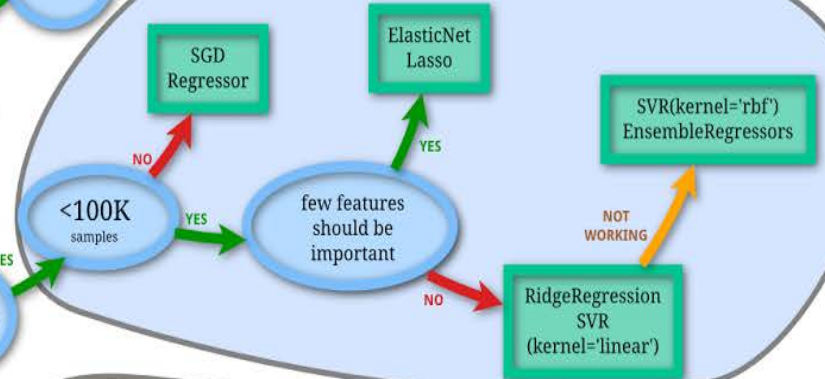 SGD
Regressor
ElasticNet
Lasso
SVR(kernel='rbf')
EnsembleRegressors
NO
YES
<100K
samples
YES
few features
should be
important
NOT
WORKING
ES
NO
RidgeRegression
SVR
(kernel='linear')